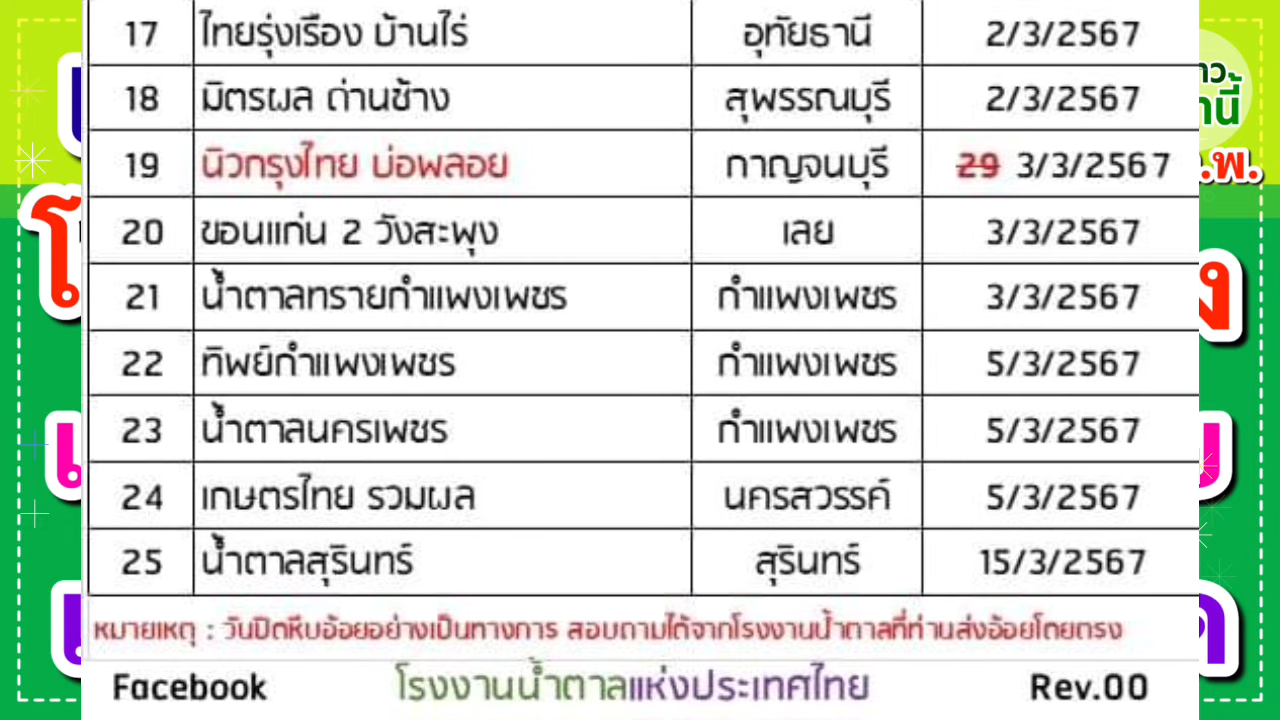 17 ไทยรุ่งเรือง บ้านไร่ อุทัยธานี 2/3/2567
18 มิตรผล ด่านช้าง สุพรรณบุรี 2/3/2567
19 นิวกรุงไทย บ่อพลอย กาญจนบุรี 29 3/3/2567
20 ขอนแก่น 2 วังสะพุง เลย 3/3/2567
21 น้ำตาลทรายกำแพงเพชร กำแพงเพชร 3/3/2567
22 ทิพย์กำแพงเพชร กำแพงเพชร 5/3/2567
23 น้ำตาลนครเพชร กำแพงเพชร 5/3/2567
24 เกษตรไทย รวมผล นครสวรรค์ 5/3/2567
25 น้ำตาลสุรินทร์ สุรินทร์ 15/3/2567
หมายเหตุ : วันปิดหีบอ้อยอย่างเป็นทางการ สอบถามได้จากโรงงานน้ำตาลที่ท่านส่งอ้อยโดยตรง
Facebook โรงงานน้ำตาลแห่งประเทศไทย Rev.00